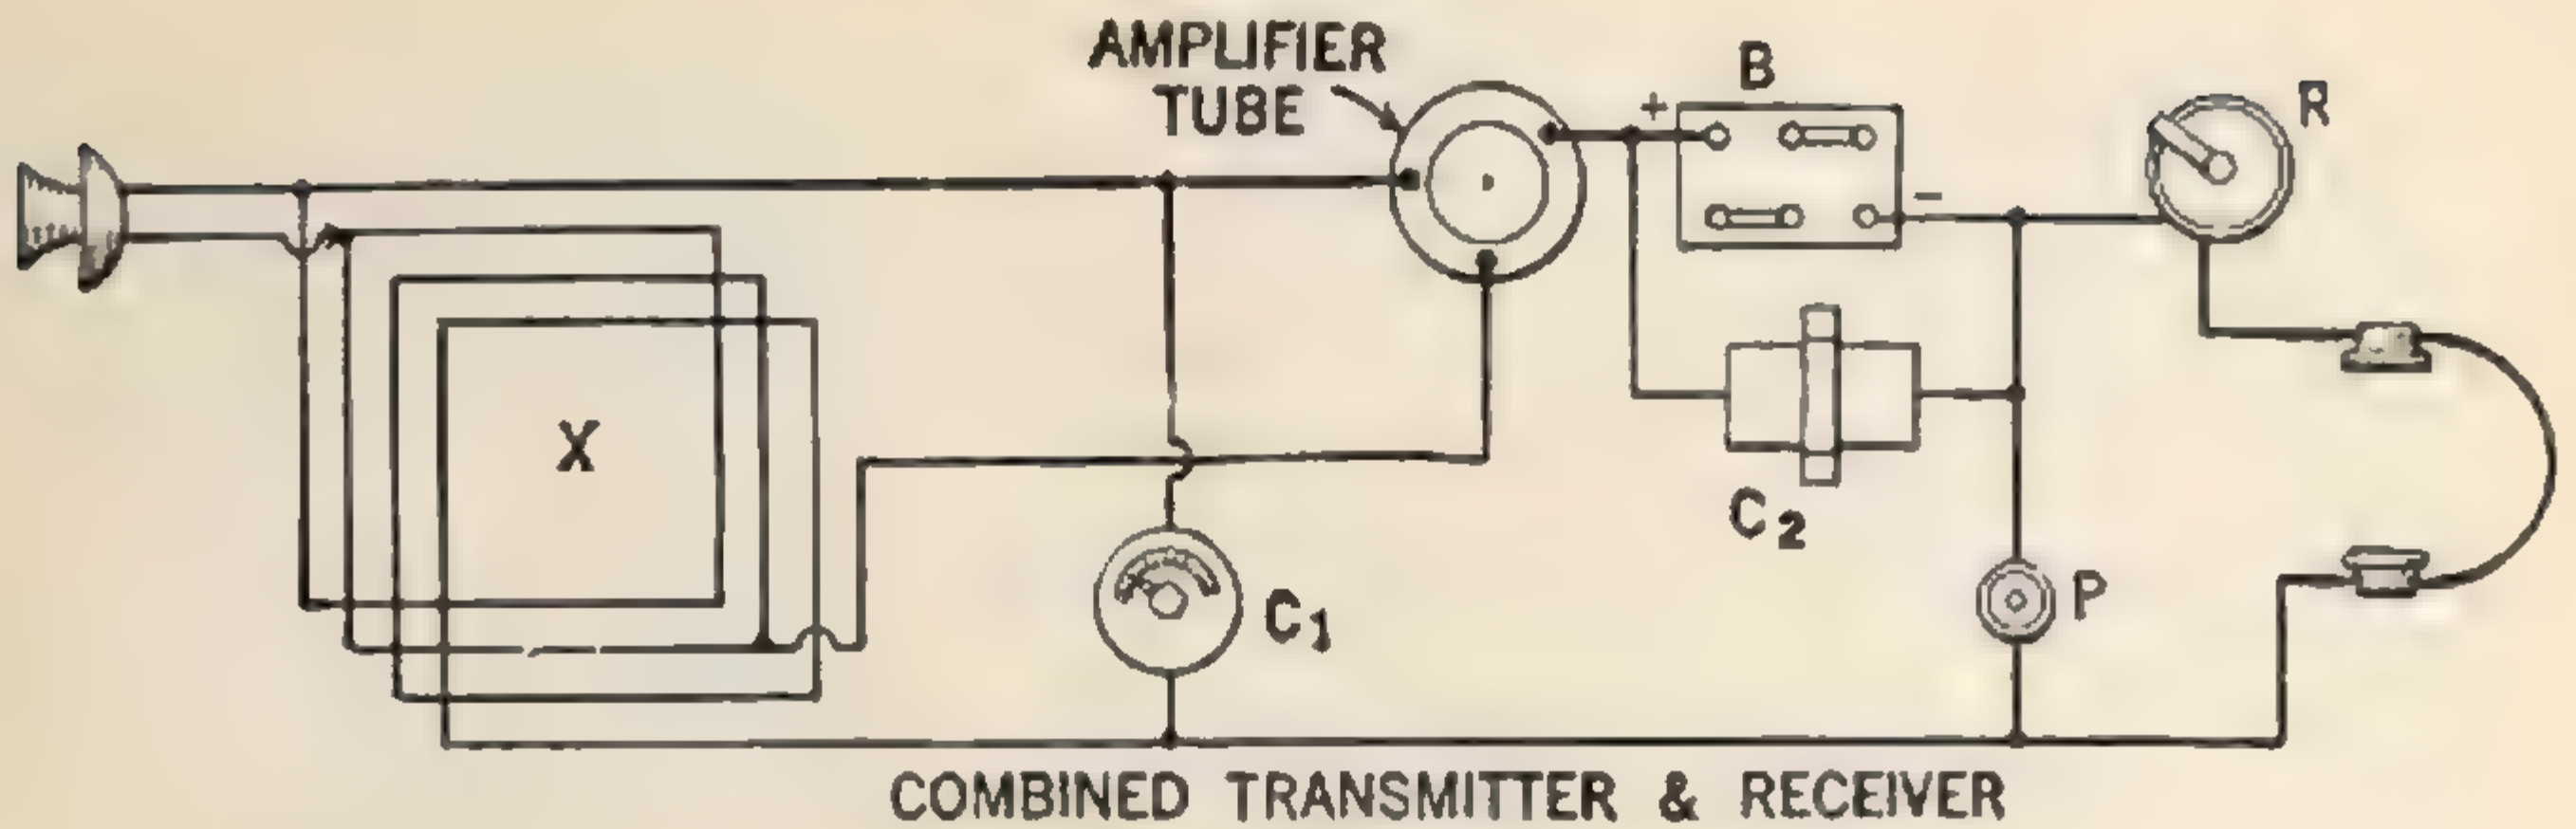 AMPLIFIER
TUBE
B
+
-
R
X
C2
C1
P
COMBINED TRANSMITTER & RECEIVER